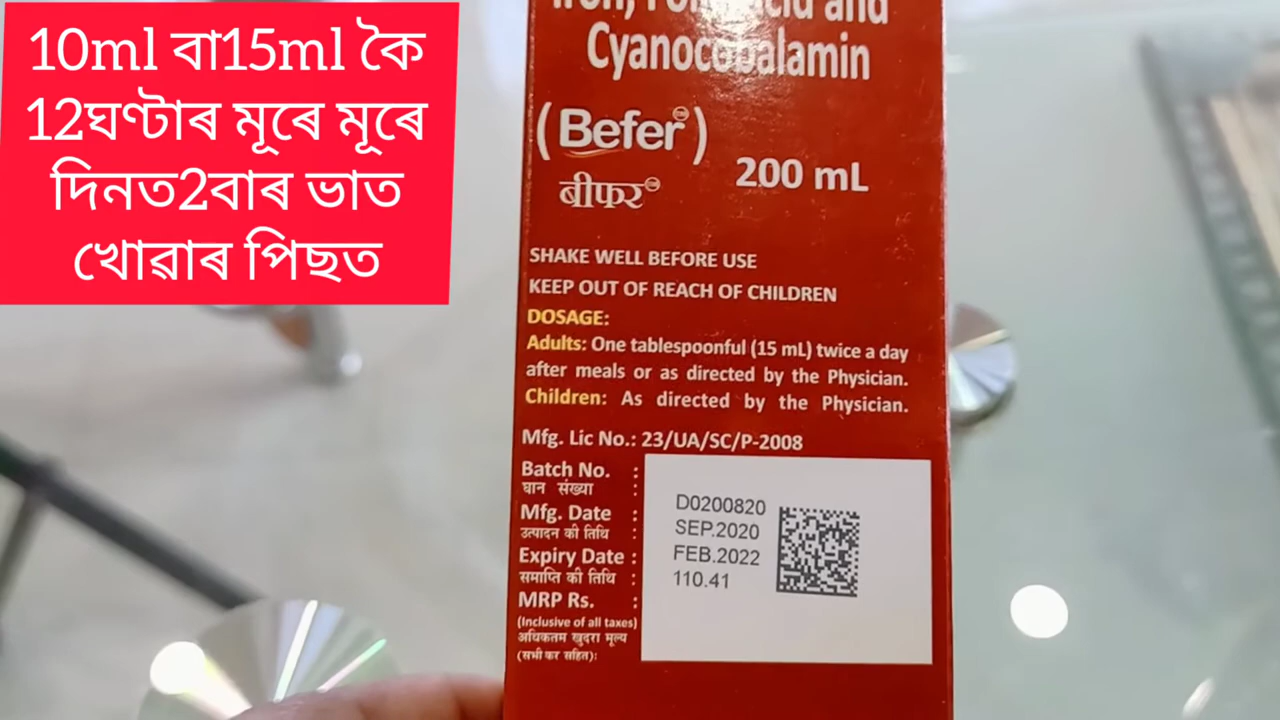 10ml বা15ml কৈ
12ঘণ্টাৰ মূৰে মূৰে
দিনত2বাৰ ভাত
খোৱাৰ পিছত
and
Cyanocobalamin
(Befer)
बीफर
200 mL
SHAKE WELL BEFORE USE
KEEP OUT OF REACH OF CHILDREN
DOSAGE:
Adults: One tablespoonful (15 mL) twice a day
after meals or as directed by the Physician.
Children: As directed by the Physician.
Mfg. Lic No.: 23/UA/SC/P-2008
Batch No. : D0200820
घान संख्या :
Mfg. Date : SEP.2020
उत्पादन की तिथि :
Expiry Date : FEB.2022
समाप्ति की तिथि :
MRP Rs. : 110.41
(Inclusive of all taxes)
अधिकतम खुदरा मूल्य
(सभी कर सहित):